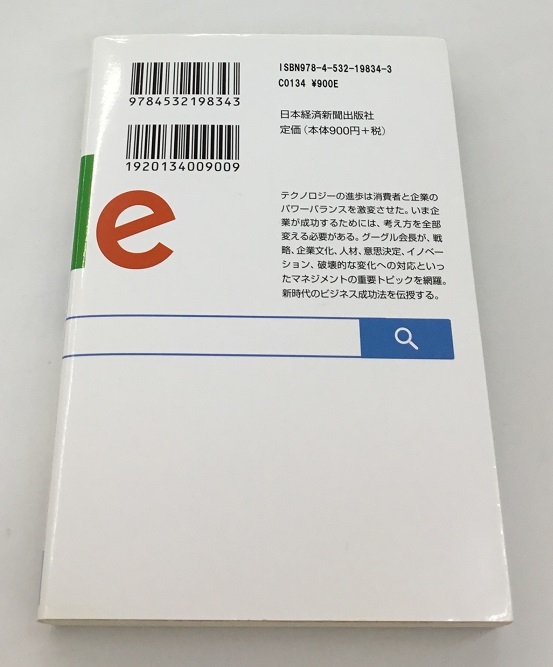 9784532198343
1920134009009
ISBN978-4-532-19834-3
C0134 ¥900E
日本経済新聞出版社
定価(本体900円+税)
テクノロジーの進歩は消費者と企業の
パワーバランスを激変させた。いま企
業が成功するためには、考え方を全部
変える必要がある。グーグル会長が、戦
略、企業文化、人材、意思決定、イノベー
ション、破壊的な変化への対応といっ
たマネジメントの重要トピックを網羅。
新時代のビジネス成功法を伝授する。
e